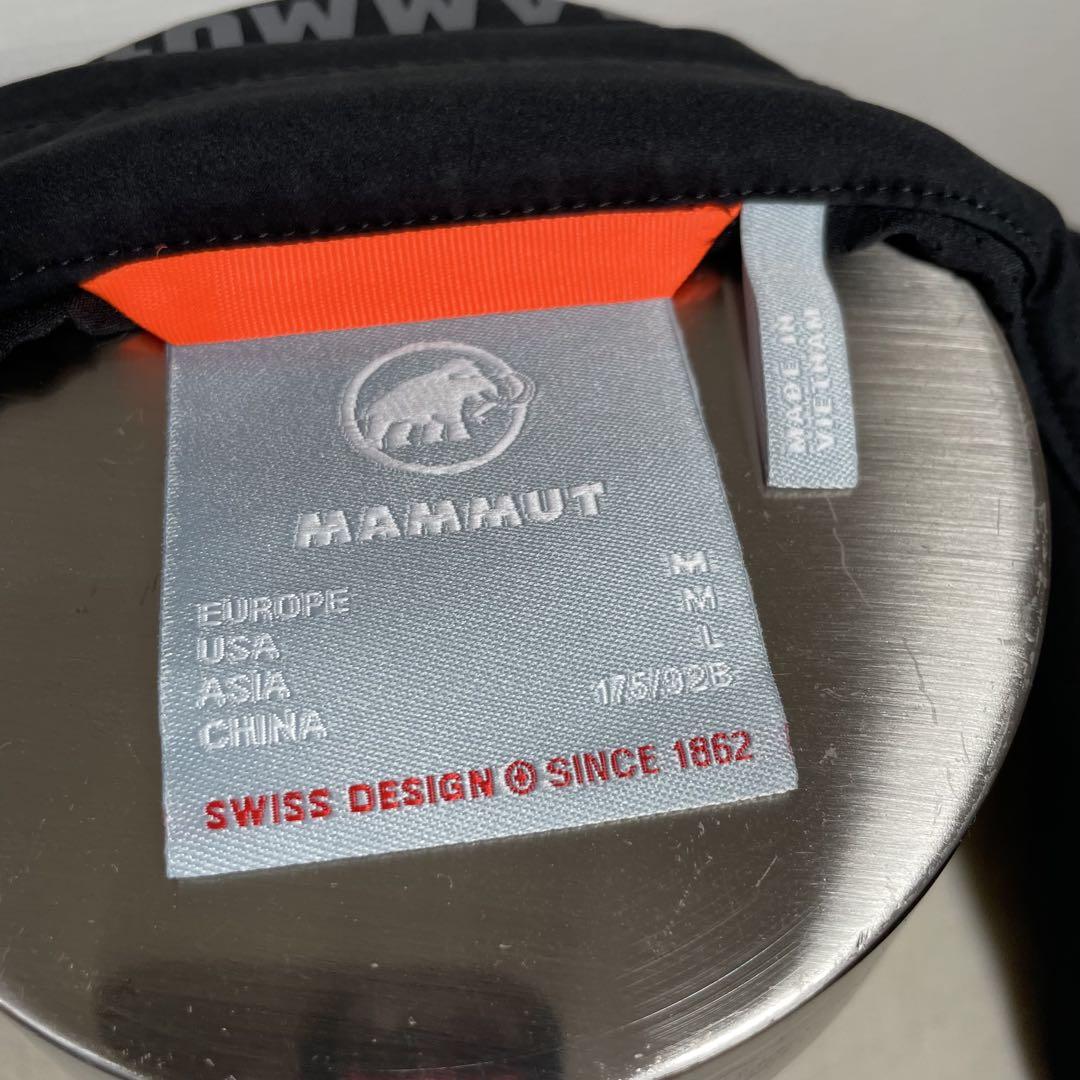 MAMMUT
EUROPE M
USA M
ASIA L
CHINA 175/92B
SWISS DESIGN SINCE 1862
MADE IN
VIETNAM